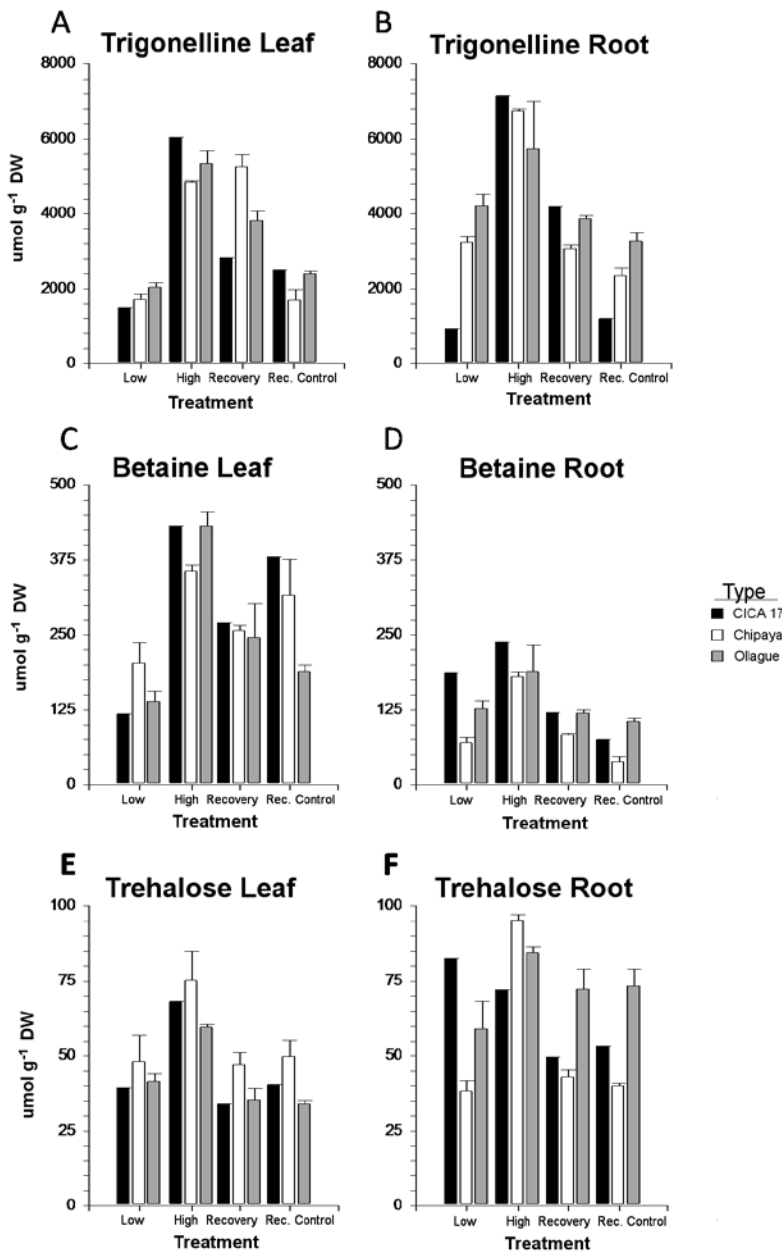 A
Trigonelline Leaf
8000
6000
4000
2000
0
umol g-1 DW
Low High Recovery Rec. Control
Treatment
B
Trigonelline Root
8000
6000
4000
2000
0
Low High Recovery Rec. Control
Treatment
C
Betaine Leaf
500
375
250
125
0
umol g-1 DW
Low High Recovery Rec. Control
Treatment
D
Betaine Root
500
375
250
125
0
Low High Recovery Rec. Control
Treatment
Type
CICA 17
Chipaya
Ollague
E
Trehalose Leaf
100
75
50
25
0
umol g-1 DW
Low High Recovery Rec. Control
Treatment
F
Trehalose Root
100
75
50
25
0
Low High Recovery Rec. Control
Treatment